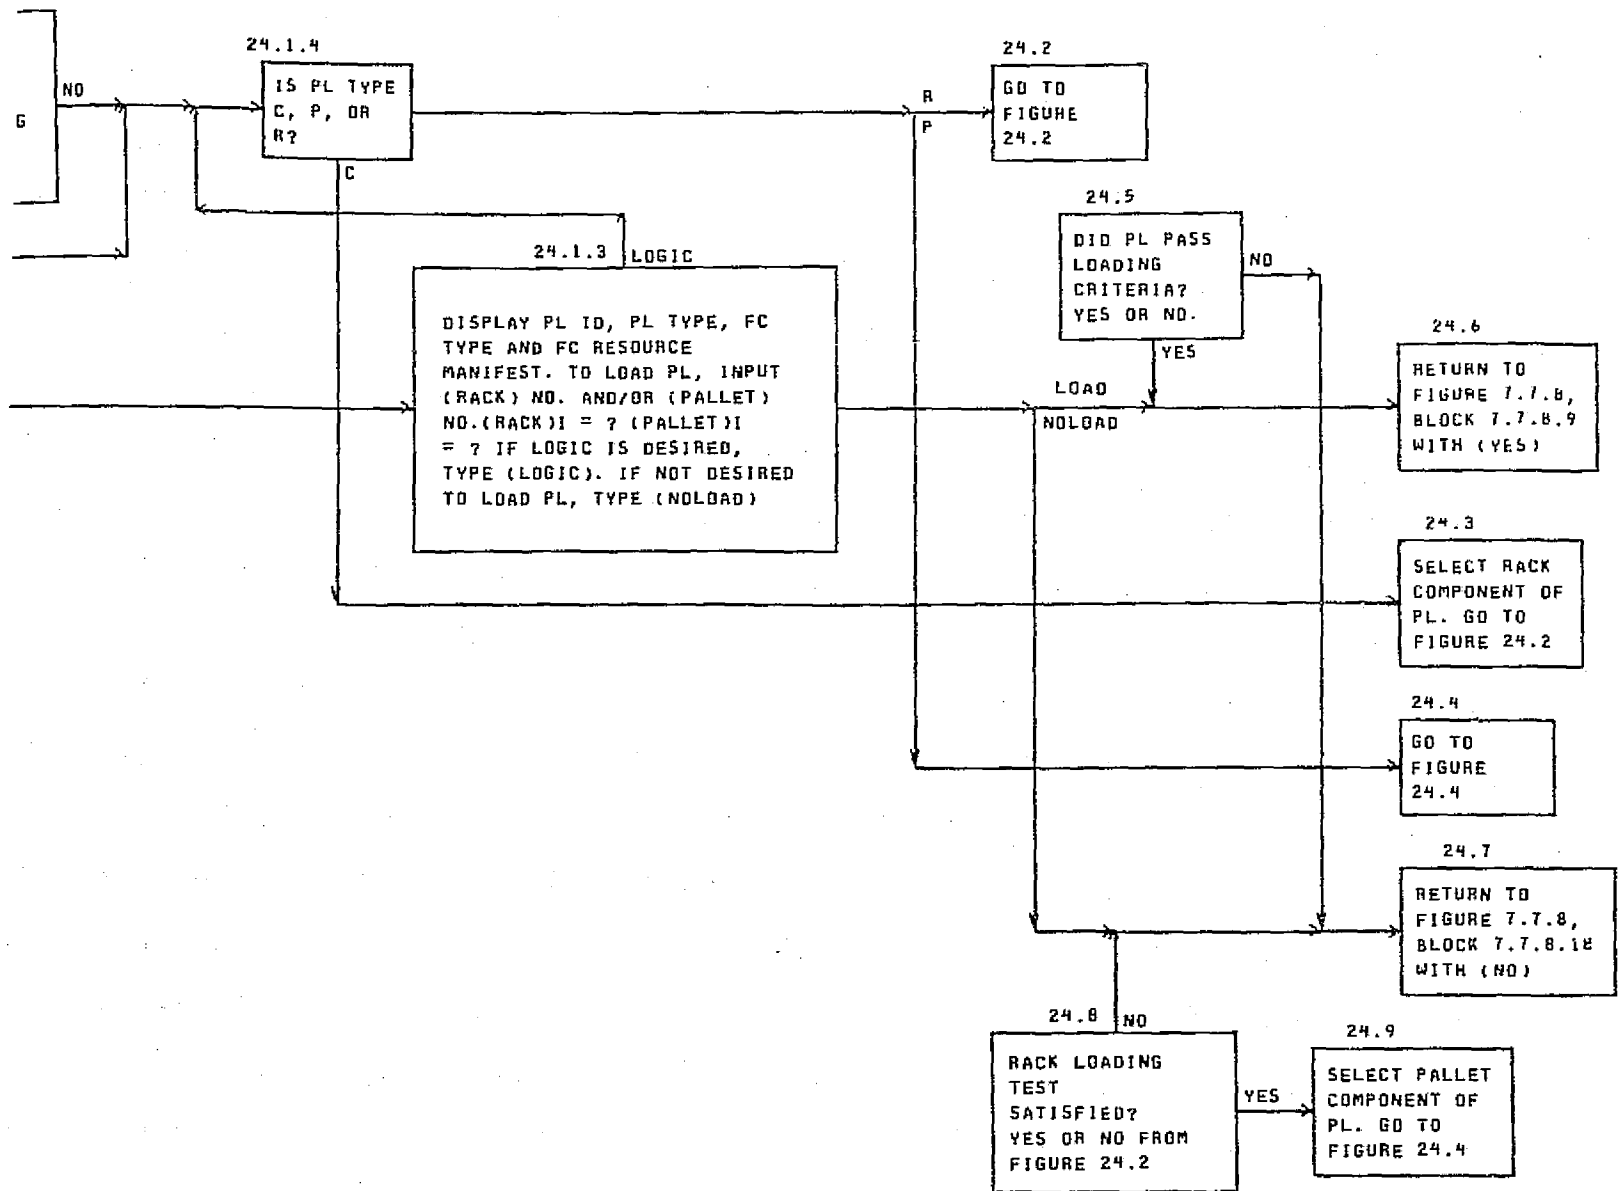 G
NO
24.1.4
IS PL TYPE
C, P, OR
R?
C
R
P
24.2
GO TO
FIGURE
24.2
24.1.3
LOGIC
DISPLAY PL ID, PL TYPE, FC
TYPE AND FC RESOURCE
MANIFEST. TO LOAD PL, INPUT
(RACK) NO. AND/OR (PALLET)
NO.(RACK)I = ? (PALLET)I
= ? IF LOGIC IS DESIRED,
TYPE (LOGIC). IF NOT DESIRED
TO LOAD PL, TYPE (NOLOAD)
LOAD
NOLOAD
24.5
DID PL PASS
LOADING
CRITERIA?
YES OR NO.
NO
YES
24.6
RETURN TO
FIGURE 7.7.8,
BLOCK 7.7.8.9
WITH (YES)
24.3
SELECT RACK
COMPONENT OF
PL. GO TO
FIGURE 24.2
24.4
GO TO
FIGURE
24.4
24.7
RETURN TO
FIGURE 7.7.8,
BLOCK
WITH (NO)
24.8
NO
RACK LOADING
TEST
SATISFIED?
YES OR NO FROM
FIGURE 24.2
YES
24.9
SELECT PALLET
COMPONENT OF
PL. GO TO
FIGURE 24.4